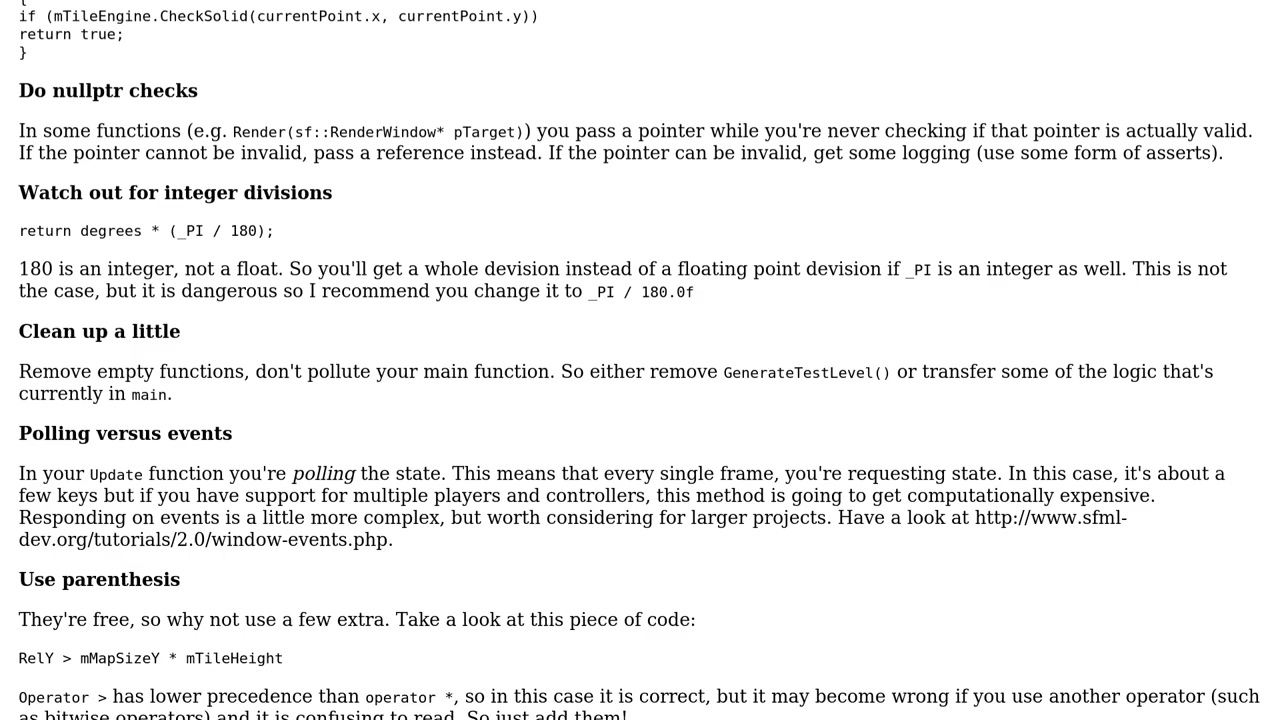 {
if (mTileEngine.CheckSolid(currentPoint.x, currentPoint.y))
return true;
}
Do nullptr checks
In some functions (e.g. Render(sf::RenderWindow* pTarget)) you pass a pointer while you're never checking if that pointer is actually valid.
If the pointer cannot be invalid, pass a reference instead. If the pointer can be invalid, get some logging (use some form of asserts).
Watch out for integer divisions
return degrees * (_PI / 180);
180 is an integer, not a float. So you'll get a whole devision instead of a floating point devision if _PI is an integer as well. This is not
the case, but it is dangerous so I recommend you change it to _PI / 180.0f
Clean up a little
Remove empty functions, don't pollute your main function. So either remove GenerateTestLevel() or transfer some of the logic that's
currently in main.
Polling versus events
In your Update function you're polling the state. This means that every single frame, you're requesting state. In this case, it's about a
few keys but if you have support for multiple players and controllers, this method is going to get computationally expensive.
Responding on events is a little more complex, but worth considering for larger projects. Have a look at http://www.sfml-
dev.org/tutorials/2.0/window-events.php.
Use parenthesis
They're free, so why not use a few extra. Take a look at this piece of code:
RelY > mMapSizeY * mTileHeight
Operator > has lower precedence than operator *, so in this case it is correct, but it may become wrong if you use another operator (such
as bitwise operators) and it is confusing to read. So just add them!